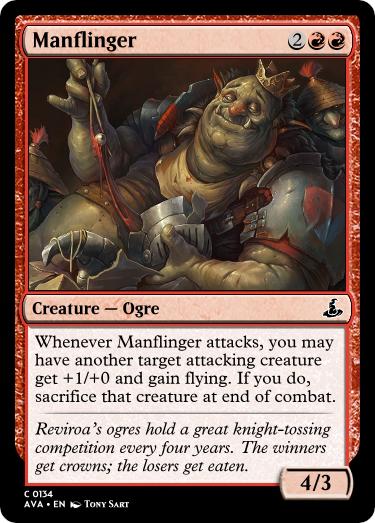 Manflinger 2
Creature — Ogre
Whenever Manflinger attacks, you may
have another target attacking creature
get +1/+0 and gain flying. If you do,
sacrifice that creature at end of combat.
Reviroa's ogres hold a great knight-tossing
competition every four years. The winners
get crowns; the losers get eaten.
4/3
C 0134
AVA • EN TONY SART